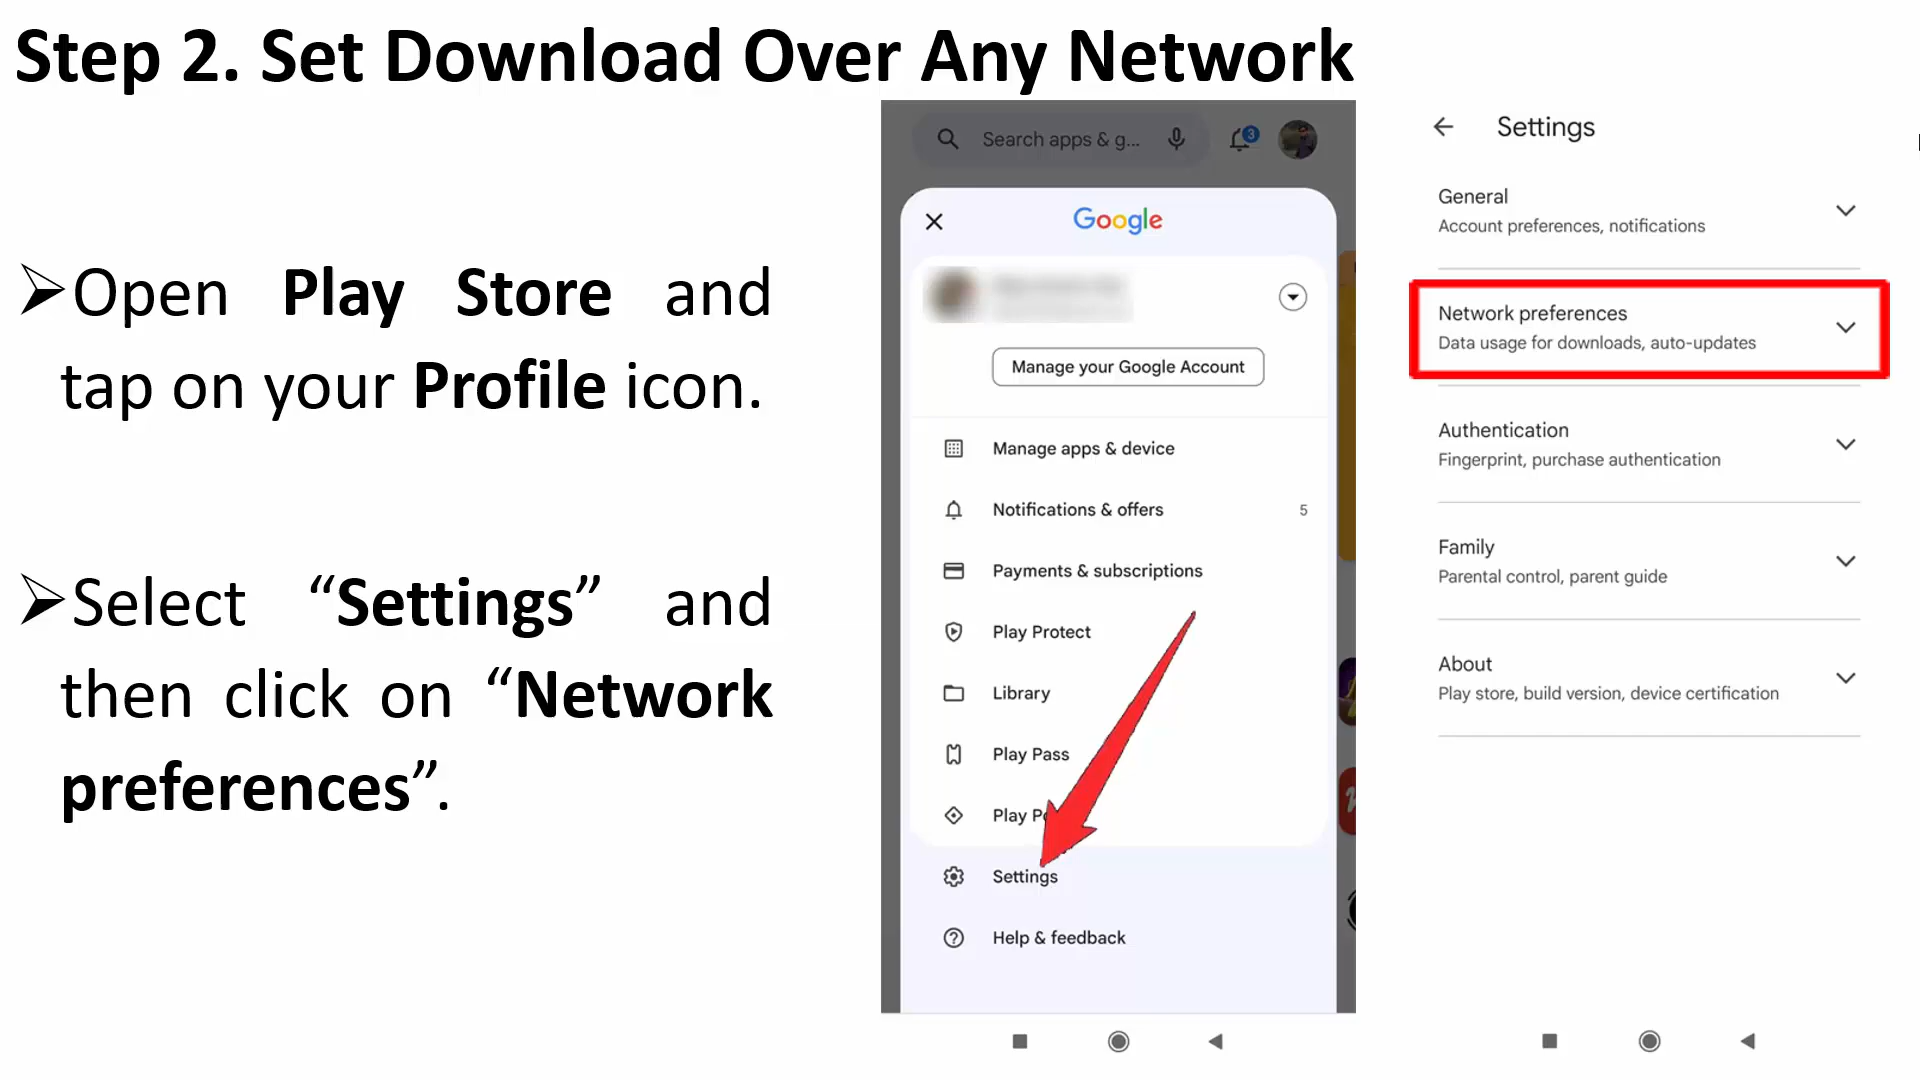 Step 2. Set Download Over Any Network
➢Open Play Store and
tap on your Profile icon.
➢Select “Settings” and
then click on “Network
preferences”.
Search apps & g...
3
Google
Manage your Google Account
Manage apps & device
Notifications & offers 5
Payments & subscriptions
Play Protect
Library
Play Pass
Play
Settings
Help & feedback
Settings
General
Account preferences, notifications
Network preferences
Data usage for downloads, auto-updates
Authentication
Fingerprint, purchase authentication
Family
Parental control, parent guide
About
Play store, build version, device certification